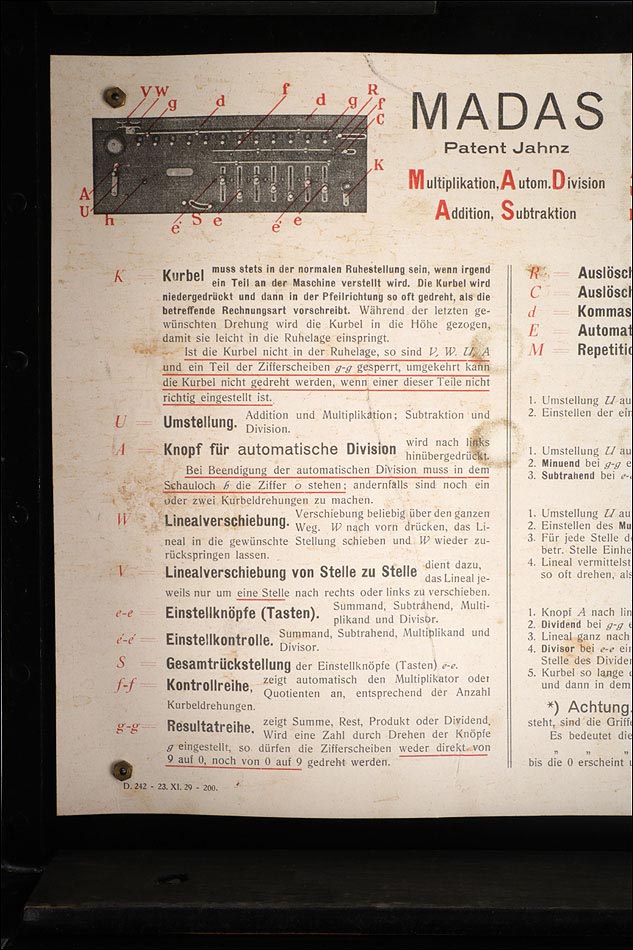 V W g d f d g R f C
K
A U h é S e é e
MADAS
Patent Jahnz
Multiplikation, Autom. Division
Addition, Subtraktion
K = Kurbel muss stets in der normalen Ruhestellung sein, wenn irgend
ein Teil an der Maschine verstellt wird. Die Kurbel wird
niedergedrückt und dann in der Pfeilrichtung so oft gedreht, als die
betreffende Rechnungsart vorschreibt. Während der letzten ge-
wünschten Drehung wird die Kurbel in die Höhe gezogen,
damit sie leicht in die Ruhelage einspringt.
Ist die Kurbel nicht in der Ruhelage, so sind V, W, U, A
und ein Teil der Zifferscheiben g-g gesperrt, umgekehrt kann
die Kurbel nicht gedreht werden, wenn einer dieser Teile nicht
richtig eingestellt ist.
U = Umstellung. Addition und Multiplikation; Subtraktion und
Division.
A = Knopf für automatische Division wird nach links
hinübergedrückt.
Bei Beendigung der automatischen Division muss in dem
Schauloch h die Ziffer o stehen; andernfalls sind noch ein
oder zwei Kurbeldrehungen zu machen.
W = Linealverschiebung. Verschiebung beliebig über den ganzen
Weg. W nach vorn drücken, das Li-
neal in die gewünschte Stellung schieben und W wieder zu-
rückspringen lassen.
V = Linealverschiebung von Stelle zu Stelle dient dazu,
das Lineal je-
weils nur um eine Stelle nach rechts oder links zu verschieben.
e-e = Einstellknöpfe (Tasten). Summand, Subtrahend, Multi-
plikand und Divisor.
é-é = Einstellkontrolle. Summand, Subtrahend, Multiplikand und
Divisor.
S = Gesamtrückstellung der Einstellknöpfe (Tasten) e-e.
f-f = Kontrollreihe, zeigt automatisch den Multiplikator oder
Quotienten an, entsprechend der Anzahl
Kurbeldrehungen.
g-g = Resultatreihe, zeigt Summe, Rest, Produkt oder Dividend.
Wird eine Zahl durch Drehen der Knöpfe
g eingestellt, so dürfen die Zifferscheiben weder direkt von
9 auf 0, noch von 0 auf 9 gedreht werden.
D. 242 - 23. XI. 29 - 200.
R = Auslösch
C = Auslösch
d = Kommas
E = Automat
M = Repetitio
1. Umstellung U au
2. Einstellen der ein
1. Umstellung U au
2. Minuend bei g-g e
3. Subtrahend bei e-e
1. Umstellung U au
2. Einstellen des Mu
3. Für jede Stelle d
betr. Stelle Einhe
4. Lineal vermittelst
so oft drehen, als
1. Knopf A nach lin
2. Dividend bei g-g e
3. Lineal ganz nach
4. Divisor bei e-e ein
Stelle des Divider
5. Kurbel so lange d
und dann in dem
*) Achtung.
steht, sind die Griffe
Es bedeutet die
„ „ „
bis die 0 erscheint u